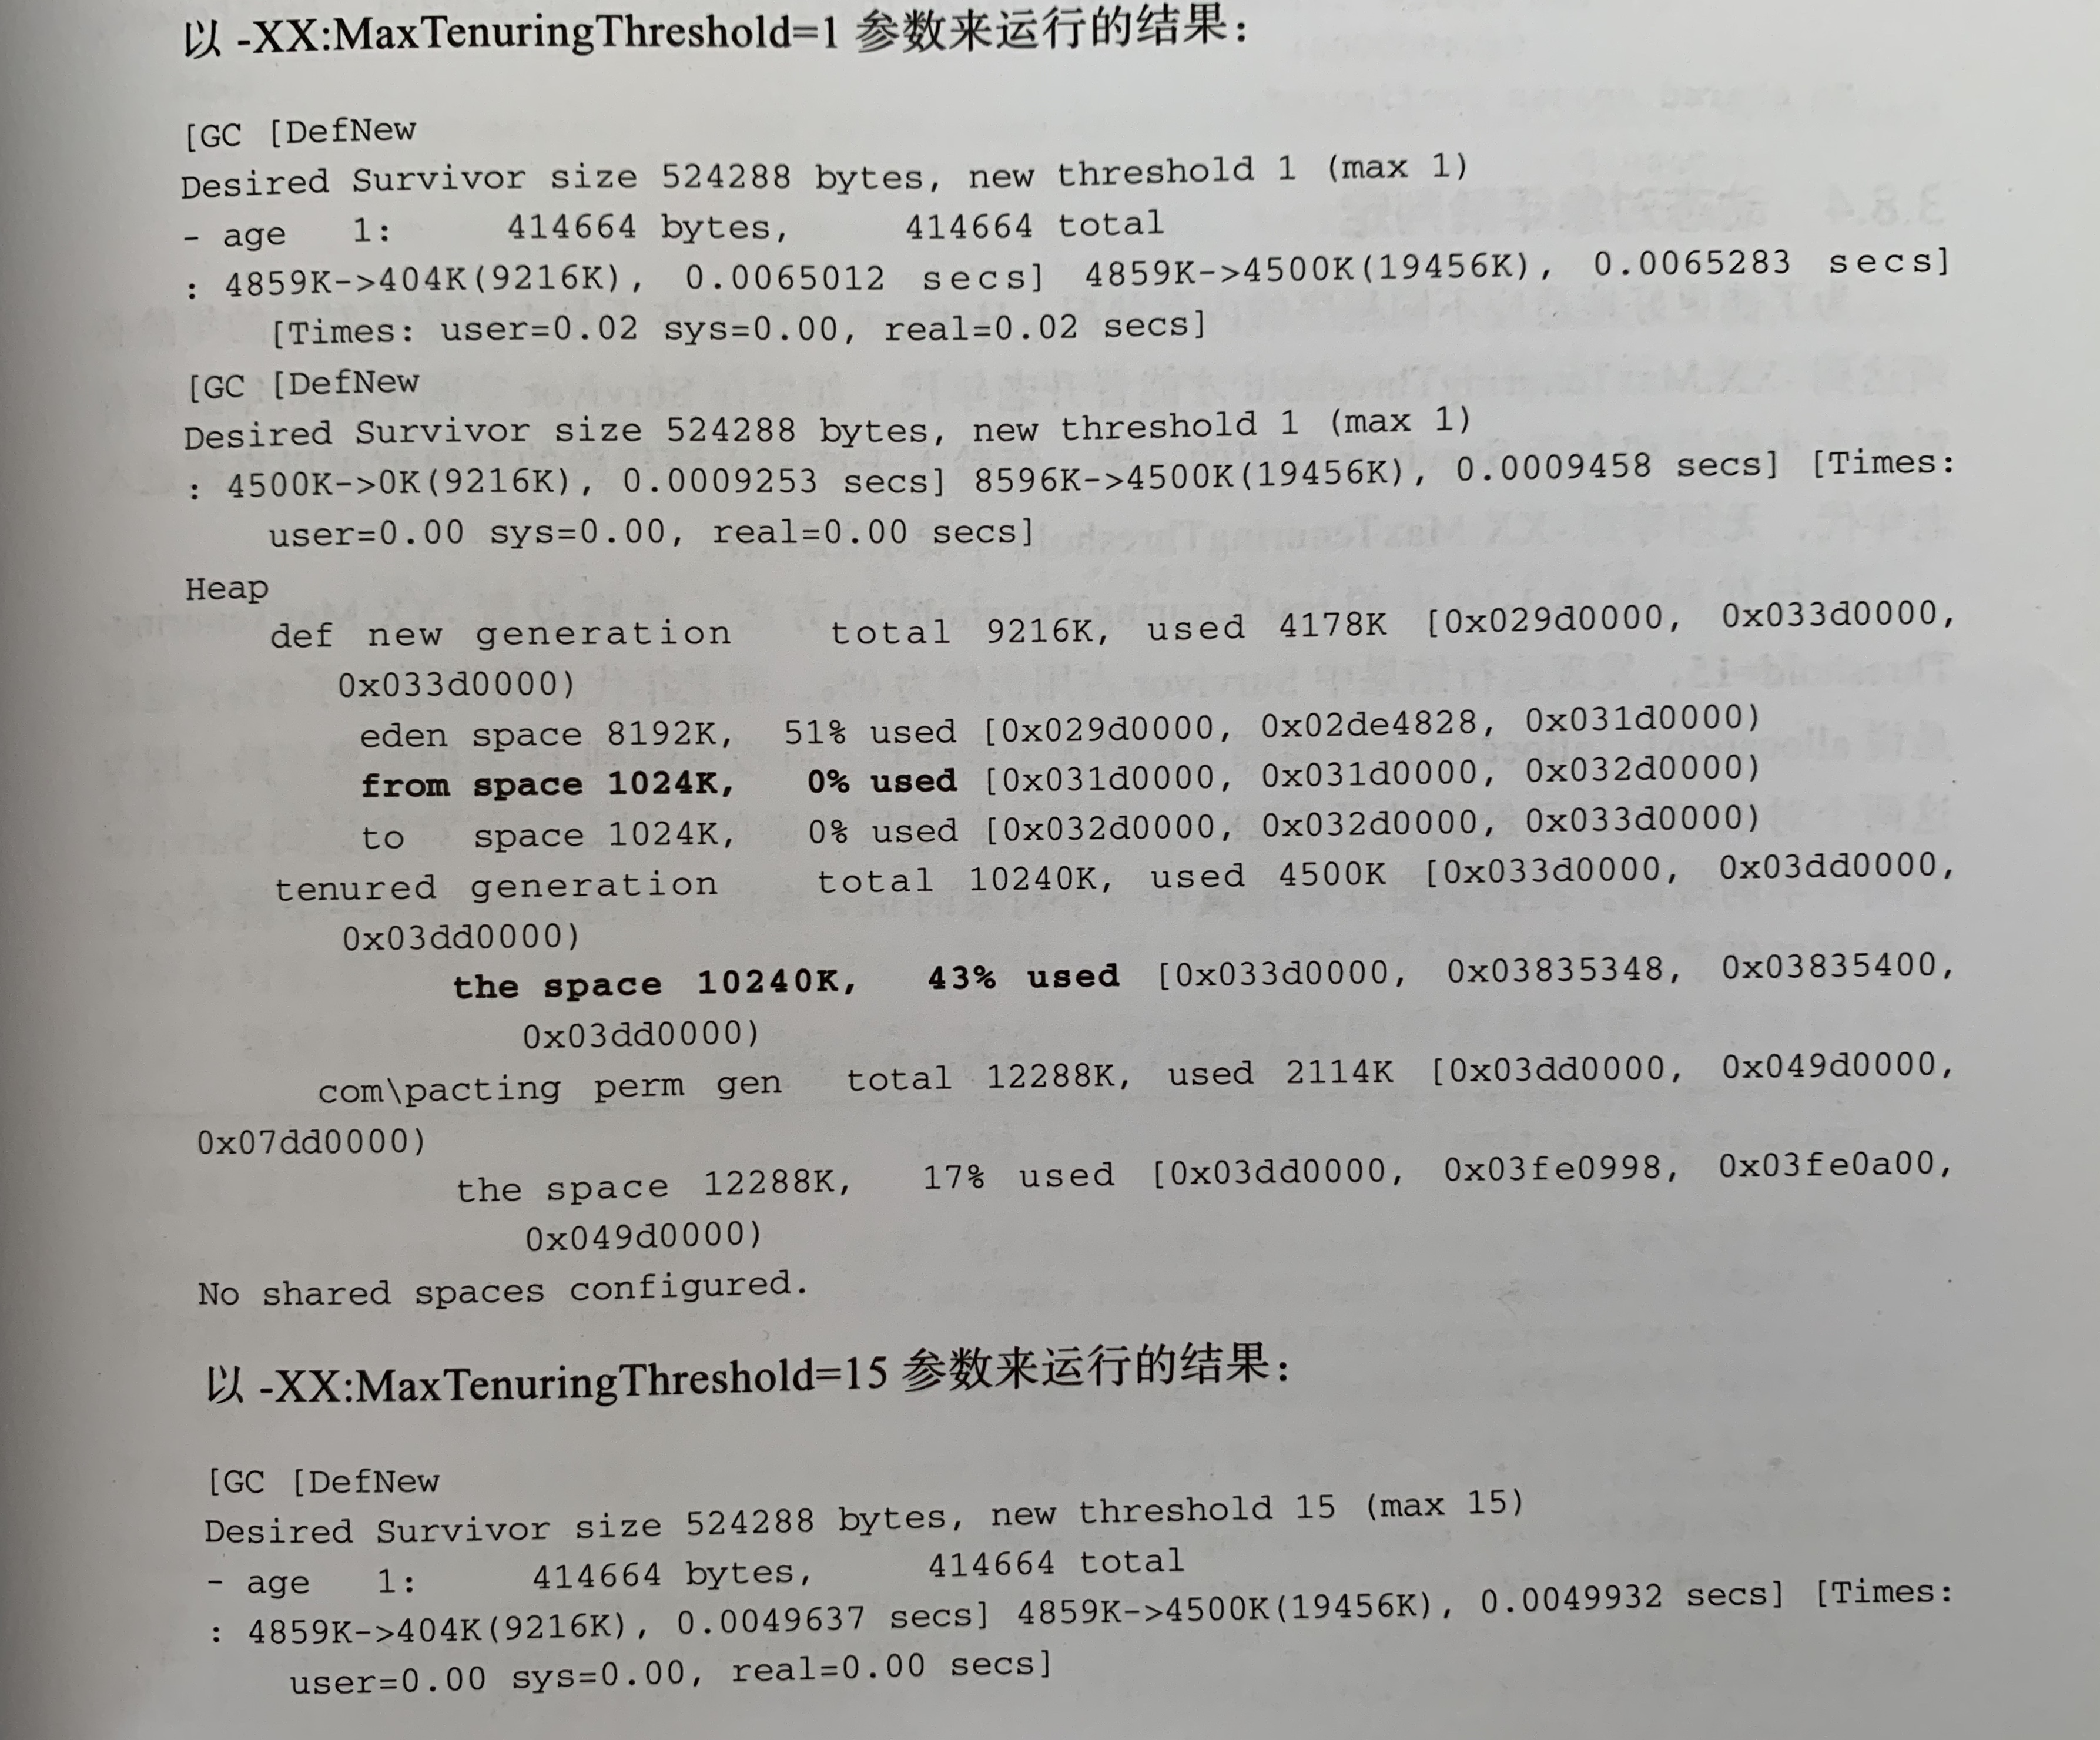 以 -XX:MaxTenuringThreshold=1 参数来运行的结果：
[GC [DefNew
Desired Survivor size 524288 bytes, new threshold 1 (max 1)
- age 1: 414664 bytes, 414664 total
: 4859K->404K(9216K), 0.0065012 secs] 4859K->4500K(19456K), 0.0065283 secs]
[Times: user=0.02 sys=0.00, real=0.02 secs]
[GC [DefNew
Desired Survivor size 524288 bytes, new threshold 1 (max 1)
: 4500K->0K(9216K), 0.0009253 secs] 8596K->4500K(19456K), 0.0009458 secs] [Times:
user=0.00 sys=0.00, real=0.00 secs]
Heap
def new generation total 9216K, used 4178K [0x029d0000, 0x033d0000,
0x033d0000)
eden space 8192K, 51% used [0x029d0000, 0x02de4828, 0x031d0000)
from space 1024K, 0% used [0x031d0000, 0x031d0000, 0x032d0000)
to space 1024K, 0% used [0x032d0000, 0x032d0000, 0x033d0000)
tenured generation total 10240K, used 4500K [0x033d0000, 0x03dd0000,
0x03dd0000)
the space 10240K, 43% used [0x033d0000, 0x03835348, 0x03835400,
0x03dd0000)
com\pacting perm gen total 12288K, used 2114K [0x03dd0000, 0x049d0000,
0x07dd0000)
the space 12288K, 17% used [0x03dd0000, 0x03fe0998, 0x03fe0a00,
0x049d0000)
No shared spaces configured.
以 -XX:MaxTenuringThreshold=15 参数来运行的结果：
[GC [DefNew
Desired Survivor size 524288 bytes, new threshold 15 (max 15)
- age 1: 414664 bytes, 414664 total
: 4859K->404K(9216K), 0.0049637 secs] 4859K->4500K(19456K), 0.0049932 secs] [Times:
user=0.00 sys=0.00, real=0.00 secs]